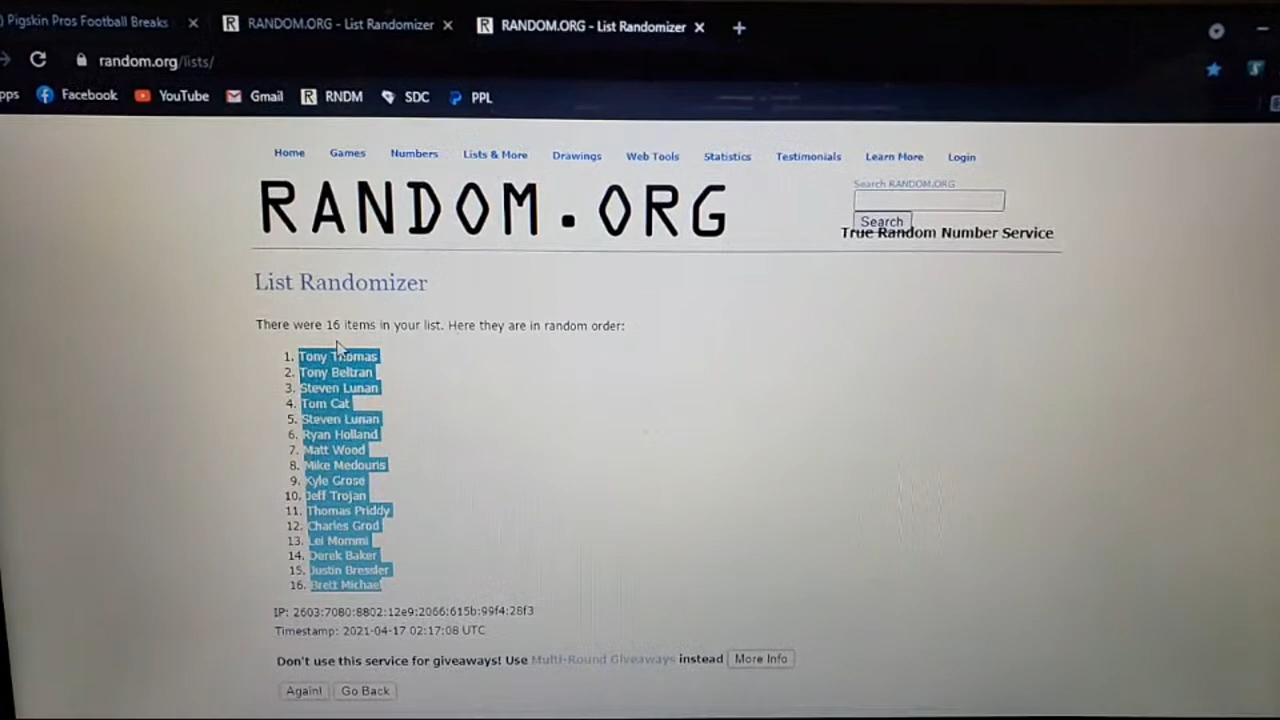 Pigskin Pros Football Breaks
RANDOM.ORG - List Randomizer
RANDOM.ORG - List Randomizer
random.org/lists/
pps Facebook YouTube Gmail RNDM SDC PPL
Home Games Numbers Lists & More Drawings Web Tools Statistics Testimonials Learn More Login
RANDOM.ORG
Search RANDOM.ORG
Search
True Random Number Service
List Randomizer
There were 16 items in your list. Here they are in random order:
1. Tony Thomas
2. Tony Beltran
3. Steven Lunan
4. Tom Cat
5. Steven Lunan
6. Ryan Holland
7. Matt Wood
8. Mike Medouris
9. Kyle Grose
10. Jeff Trojan
11. Thomas Priddy
12. Charles Grod
13. Lei Mommi
14. Derek Baker
15. Justin Bressler
16. Brett Michael
IP: 2603:7080:8802:12e9:2066:615b:99f4:28f3
Timestamp: 2021-04-17 02:17:08 UTC
Don't use this service for giveaways! Use Multi-Round Giveaways instead More Info
Again! Go Back